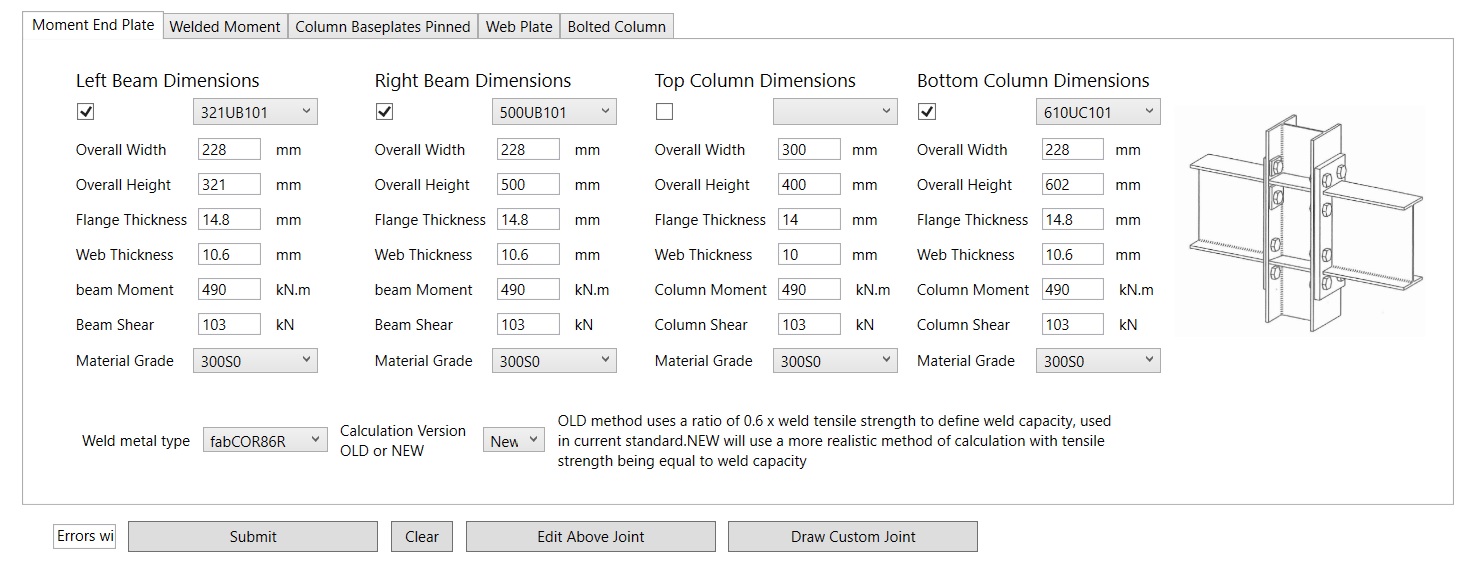 Moment End Plate Welded Moment Column Baseplates Pinned Web Plate Bolted Column
Left Beam Dimensions Right Beam Dimensions Top Column Dimensions Bottom Column Dimensions
321UB101 500UB101 610UC101
Overall Width 228 mm Overall Width 228 mm Overall Width 300 mm Overall Width 228 mm
Overall Height 321 mm Overall Height 500 mm Overall Height 400 mm Overall Height 602 mm
Flange Thickness 14.8 mm Flange Thickness 14.8 mm Flange Thickness 14 mm Flange Thickness 14.8 mm
Web Thickness 10.6 mm Web Thickness 10.6 mm Web Thickness 10 mm Web Thickness 10.6 mm
beam Moment 490 kN.m beam Moment 490 kN.m Column Moment 490 kN.m Column Moment 490 kN.m
Beam Shear 103 kN Beam Shear 103 kN Column Shear 103 kN Column Shear 103 kN
Material Grade 300S0 Material Grade 300S0 Material Grade 300S0 Material Grade 300S0
Weld metal type fabCOR86R
Calculation Version
OLD or NEW
New
OLD method uses a ratio of 0.6 x weld tensile strength to define weld capacity, used
in current standard.NEW will use a more realistic method of calculation with tensile
strength being equal to weld capacity
Errors wi Submit Clear Edit Above Joint Draw Custom Joint